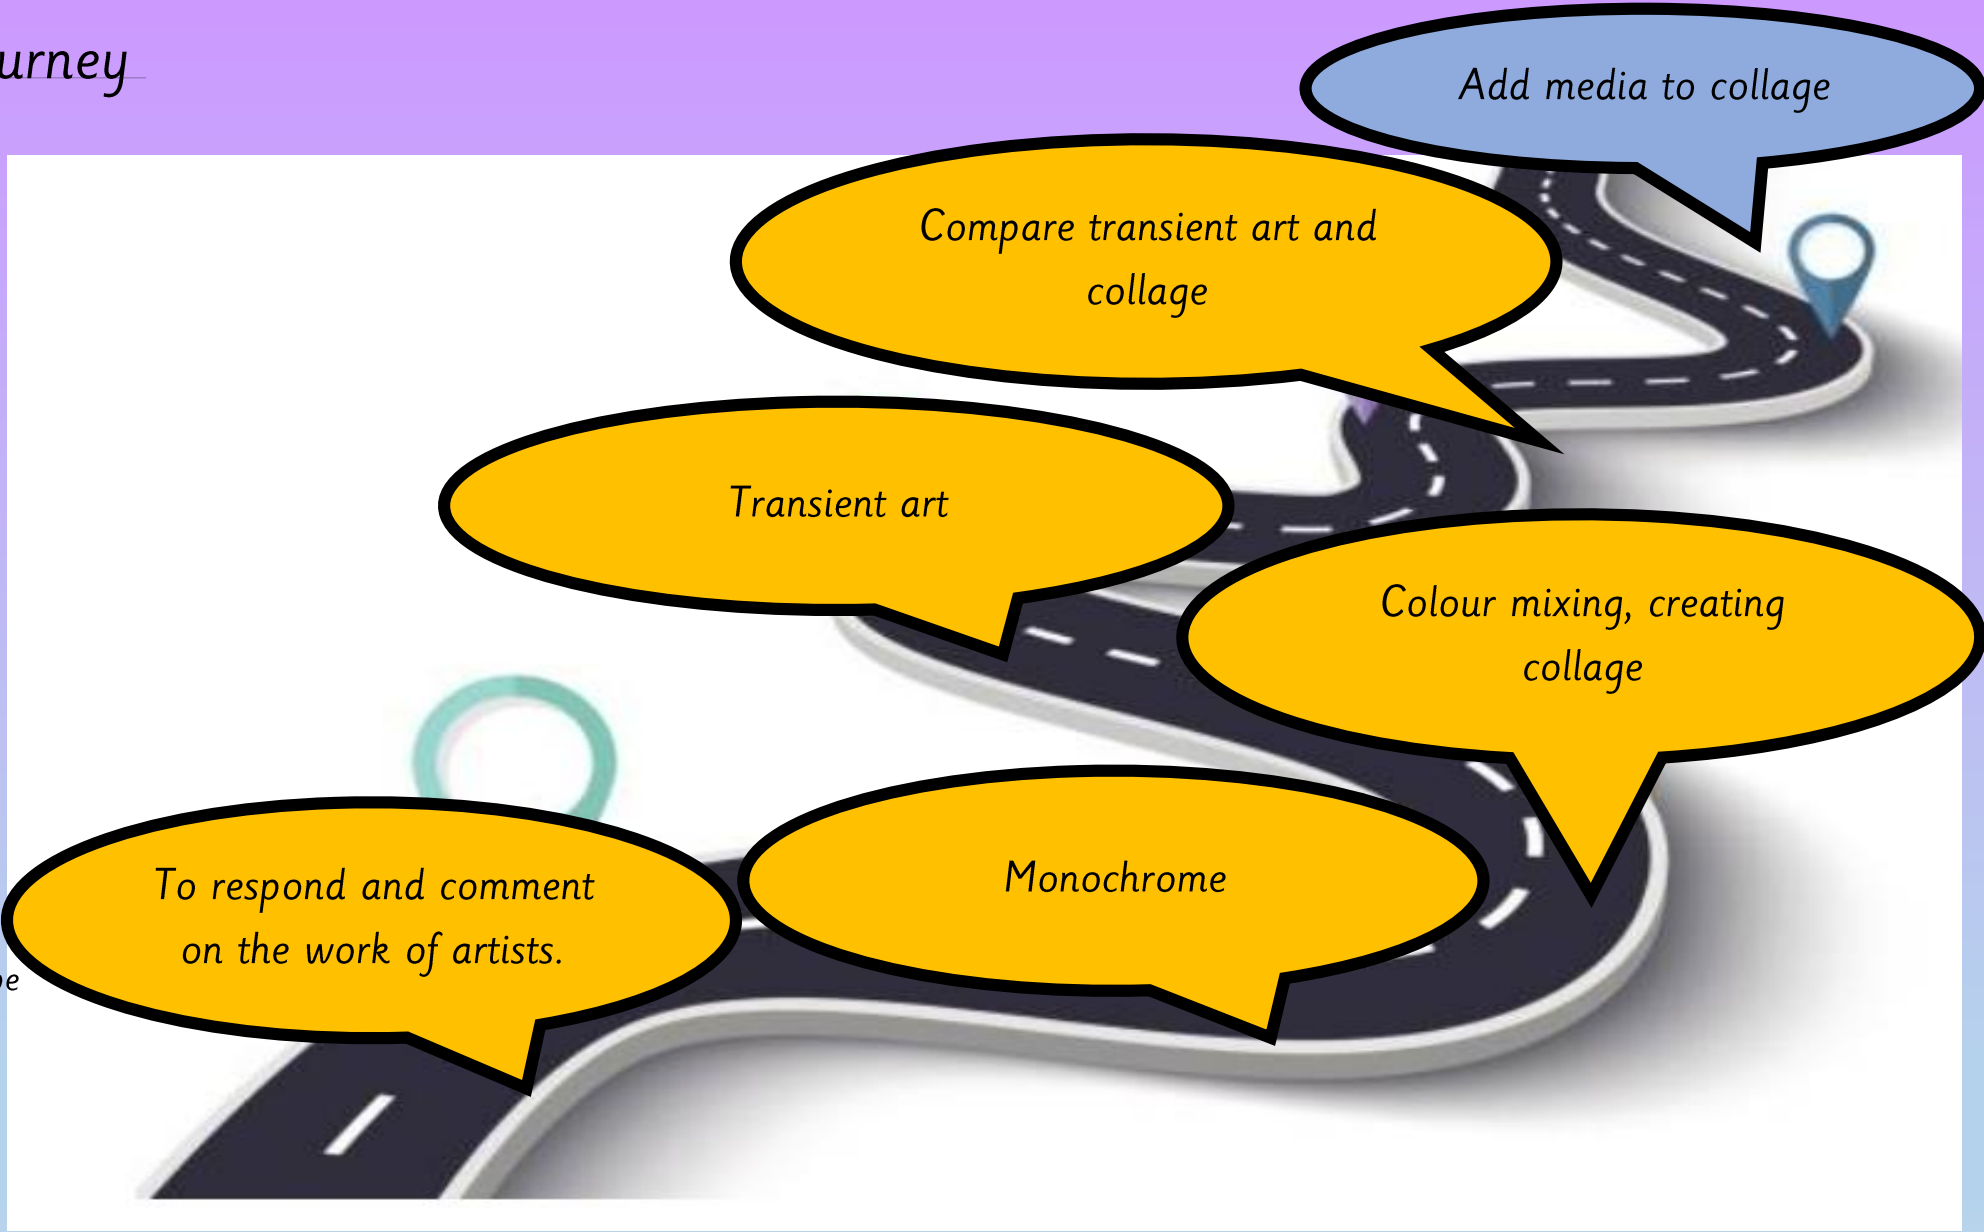 Add media to collage
Compare transient art and
collage
Transient art
Colour mixing, creating
collage
Monochrome
To respond and comment
on the work of artists.